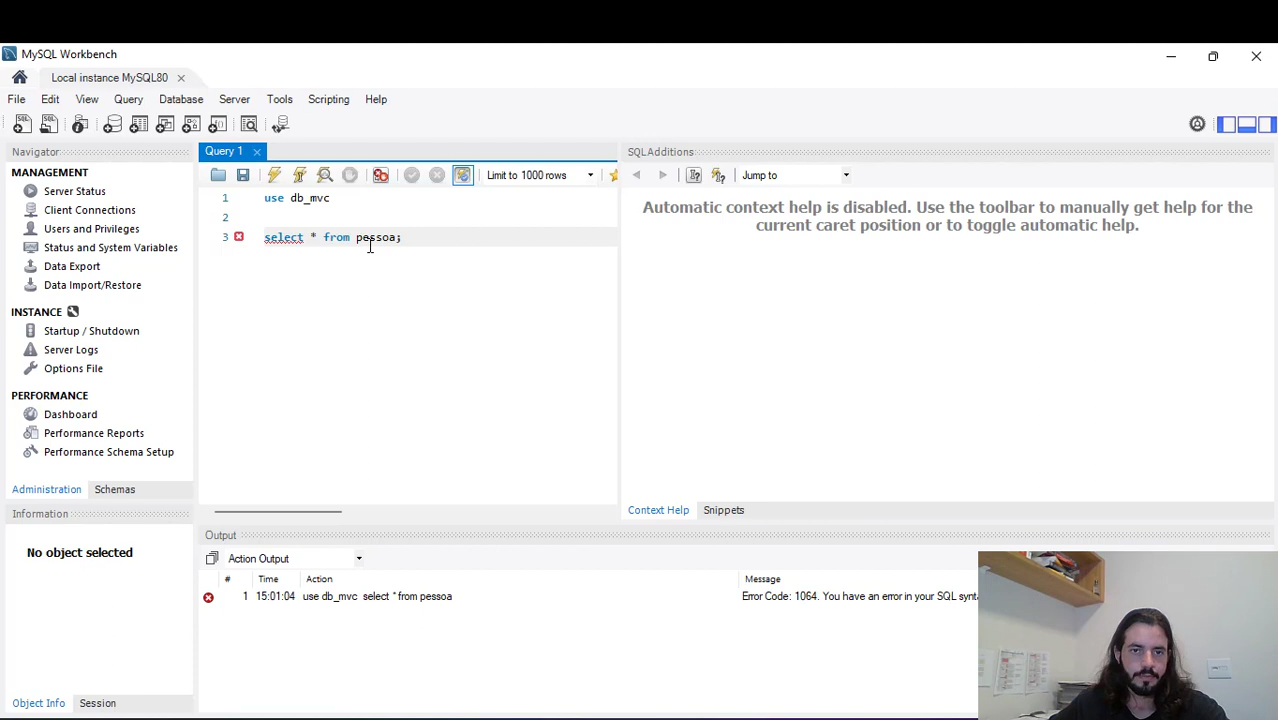 MySQL Workbench
Local instance MySQL80
File Edit View Query Database Server Tools Scripting Help
Navigator
MANAGEMENT
Server Status
Client Connections
Users and Privileges
Status and System Variables
Data Export
Data Import/Restore
INSTANCE
Startup / Shutdown
Server Logs
Options File
PERFORMANCE
Dashboard
Performance Reports
Performance Schema Setup
Administration Schemas
Information
No object selected
Object Info Session
Query 1
Limit to 1000 rows
1 use db_mvc
2
3 select * from pessoa;
SQLAdditions
Jump to
Automatic context help is disabled. Use the toolbar to manually get help for the
current caret position or to toggle automatic help.
Context Help Snippets
Output
Action Output
# Time Action Message
1 15:01:04 use db_mvc select * from pessoa Error Code: 1064. You have an error in your SQL synta